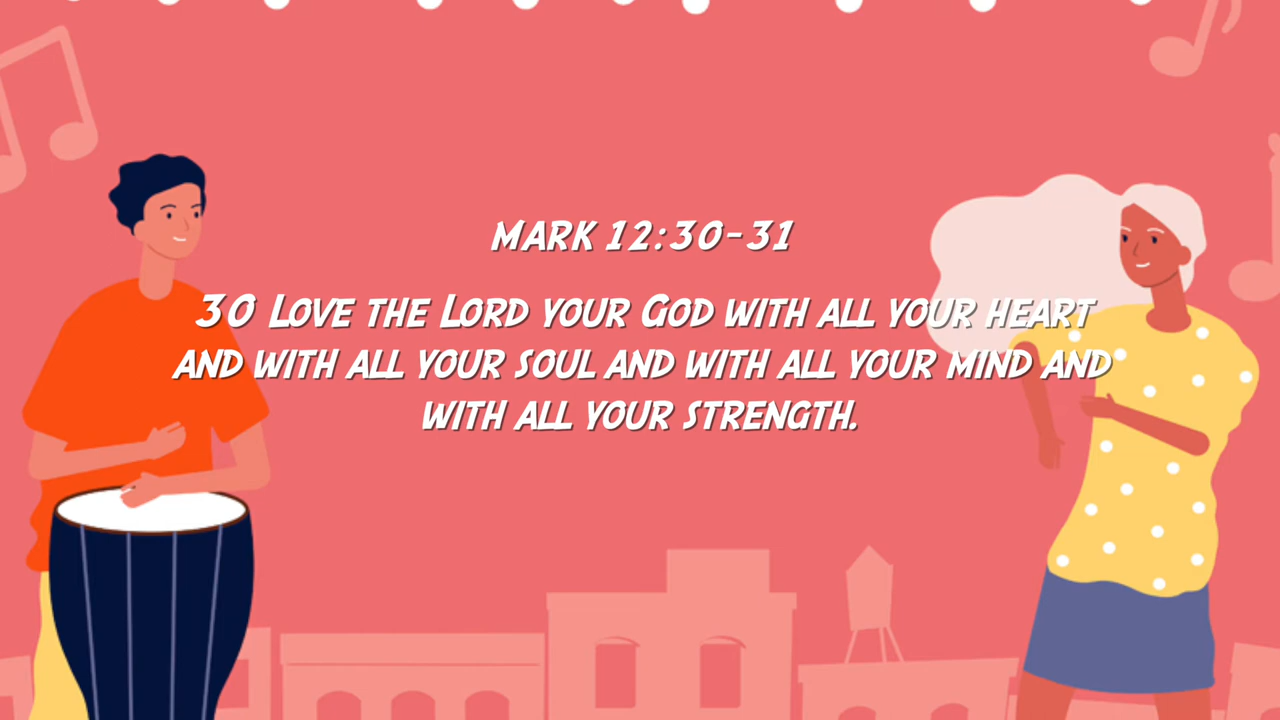 MARK 12:30-31
30 Love the Lord your God with all your heart
and with all your soul and with all your mind and
with all your strength.